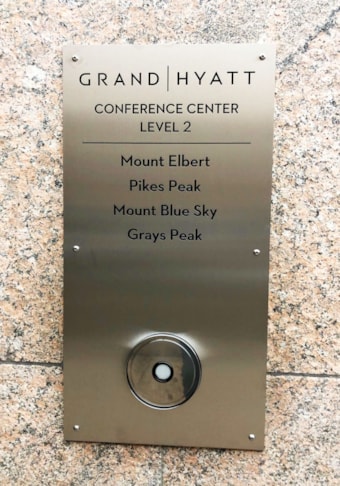 GRAND | HYATT
CONFERENCE CENTER
LEVEL 2
Mount Elbert
Pikes Peak
Mount Blue Sky
Grays Peak